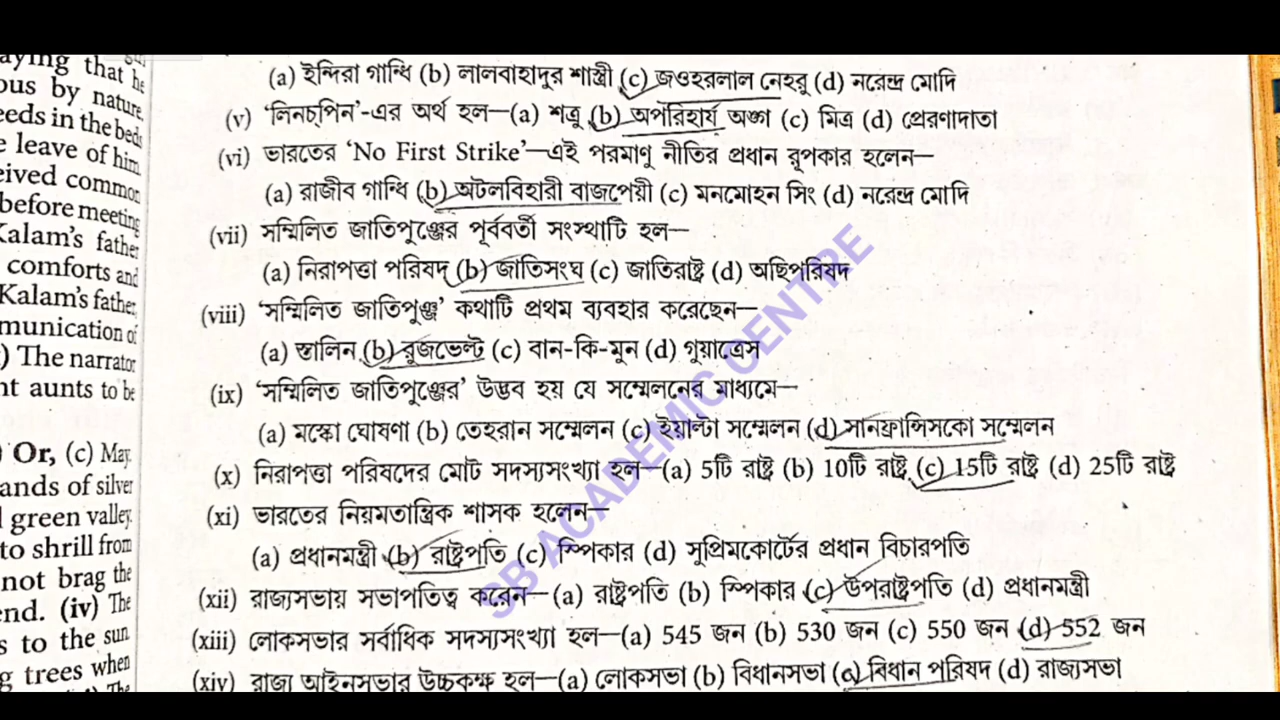 aying that he
ous by nature
eeds in the beds
e leave of him
eived common
before meeting
Kalam's father
comforts and
Kalam's father,
munication of
) The narrator
nt aunts to be
Or, (c) May
ands of silver
l green valley.
to shrill from
not brag the
end. (iv) The
s to the sun
g trees when
(a) ইন্দিরা গান্ধি (b) লালবাহাদুর শাস্ত্রী (c) জওহরলাল নেহরু (d) নরেন্দ্র মোদি
(v) 'লিনচ্‌পিন'-এর অর্থ হল—(a) শত্রু (b) অপরিহার্য অঙ্গ (c) মিত্র (d) প্রেরণাদাতা
(vi) ভারতের 'No First Strike'—এই পরমাণু নীতির প্রধান রূপকার হলেন—
(a) রাজীব গান্ধি (b) অটলবিহারী বাজপেয়ী (c) মনমোহন সিং (d) নরেন্দ্র মোদি
(vii) সম্মিলিত জাতিপুঞ্জের পূর্ববর্তী সংস্থাটি হল—
(a) নিরাপত্তা পরিষদ (b) জাতিসংঘ (c) জাতিরাষ্ট্র (d) অছিপরিষদ
(viii) 'সম্মিলিত জাতিপুঞ্জ' কথাটি প্রথম ব্যবহার করেছেন—
(a) স্তালিন (b) রুজভেল্ট (c) বান-কি-মুন (d) গুয়াত্রেস
(ix) 'সম্মিলিত জাতিপুঞ্জের' উদ্ভব হয় যে সম্মেলনের মাধ্যমে—
(a) মস্কো ঘোষণা (b) তেহরান সম্মেলন (c) ইয়াল্টা সম্মেলন (d) সানফ্রান্সিসকো সম্মেলন
(x) নিরাপত্তা পরিষদের মোট সদস্যসংখ্যা হল—(a) 5টি রাষ্ট্র (b) 10টি রাষ্ট্র (c) 15টি রাষ্ট্র (d) 25টি রাষ্ট্র
(xi) ভারতের নিয়মতান্ত্রিক শাসক হলেন—
(a) প্রধানমন্ত্রী (b) রাষ্ট্রপতি (c) স্পিকার (d) সুপ্রিমকোর্টের প্রধান বিচারপতি
(xii) রাজ্যসভায় সভাপতিত্ব করেন—(a) রাষ্ট্রপতি (b) স্পিকার (c) উপরাষ্ট্রপতি (d) প্রধানমন্ত্রী
(xiii) লোকসভার সর্বাধিক সদস্যসংখ্যা হল—(a) 545 জন (b) 530 জন (c) 550 জন (d) 552 জন
(xiv) রাজ্য আইনসভার উচ্চকক্ষ হল—(a) লোকসভা (b) বিধানসভা (c) বিধান পরিষদ (d) রাজ্যসভা
SB ACADEMIC CENTRE